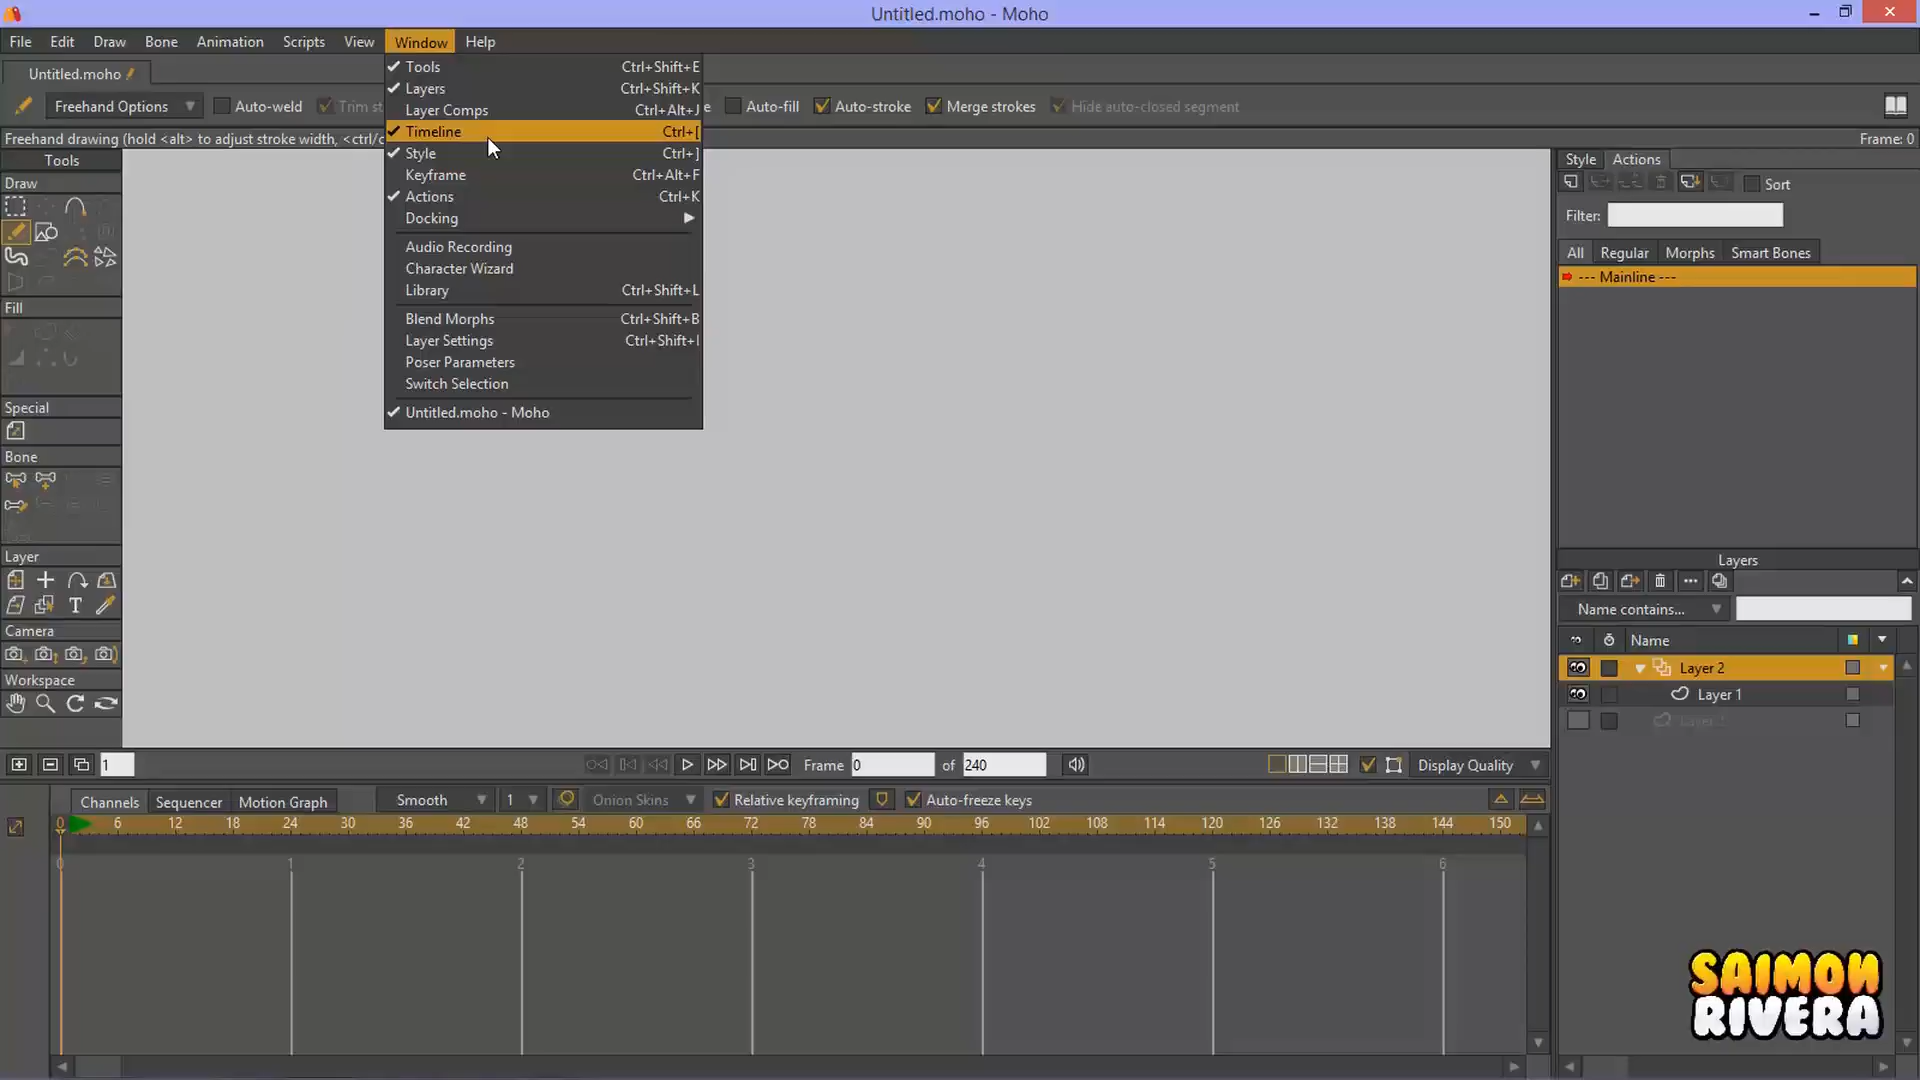 Untitled.moho - Moho
File Edit Draw Bone Animation Scripts View Window Help
Untitled.moho
Freehand Options Auto-weld Trim st e Auto-fill Auto-stroke Merge strokes Hide auto-closed segment
Freehand drawing (hold <alt> to adjust stroke width, <ctrl/c Frame: 0
Tools Ctrl+Shift+E
Layers Ctrl+Shift+K
Layer Comps Ctrl+Alt+J
Timeline Ctrl+[
Style Ctrl+]
Keyframe Ctrl+Alt+F
Actions Ctrl+K
Docking
Audio Recording
Character Wizard
Library Ctrl+Shift+L
Blend Morphs Ctrl+Shift+B
Layer Settings Ctrl+Shift+I
Poser Parameters
Switch Selection
Untitled.moho - Moho
Tools
Draw
Fill
Special
Bone
Layer
Camera
Workspace
Style Actions
Sort
Filter:
All Regular Morphs Smart Bones
--- Mainline ---
Layers
Name contains...
Name
Layer 2
Layer 1
1 Frame 0 of 240 Display Quality
Channels Sequencer Motion Graph Smooth 1 Onion Skins Relative keyframing Auto-freeze keys
0 6 12 18 24 30 36 42 48 54 60 66 72 78 84 90 96 102 108 114 120 126 132 138 144 150
0 1 2 3 4 5 6
SAIMON
RIVERA